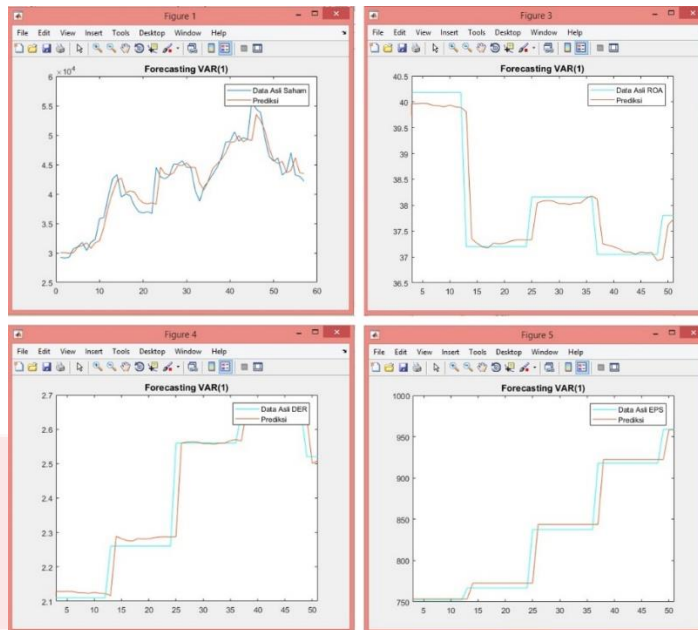 Figure 1
File Edit View Insert Tools Desktop Window Help
Forecasting VAR(1)
× 10⁴
Data Asli Saham
Prediksi
6
5.5
5
4.5
4
3.5
3
2.5
0 10 20 30 40 50 60
Figure 3
File Edit View Insert Tools Desktop Window Help
Forecasting VAR(1)
Data Asli ROA
Prediksi
40.5
40
39.5
39
38.5
38
37.5
37
36.5
5 10 15 20 25 30 35 40 45 50
Figure 4
File Edit View Insert Tools Desktop Window Help
Forecasting VAR(1)
Data Asli DER
Prediksi
2.7
2.6
2.5
2.4
2.3
2.2
2.1
5 10 15 20 25 30 35 40 45 50
Figure 5
File Edit View Insert Tools Desktop Window Help
Forecasting VAR(1)
Data Asli EPS
Prediksi
1000
950
900
850
800
750
5 10 15 20 25 30 35 40 45 50